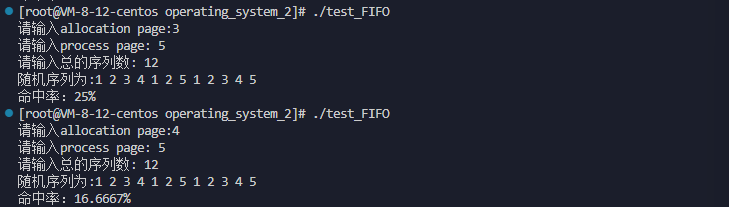 [root@VM-8-12-centos operating_system_2]# ./test_FIFO
请输入allocation page:3
请输入process page: 5
请输入总的序列数: 12
随机序列为:1 2 3 4 1 2 5 1 2 3 4 5
命中率: 25%
[root@VM-8-12-centos operating_system_2]# ./test_FIFO
请输入allocation page:4
请输入process page: 5
请输入总的序列数: 12
随机序列为:1 2 3 4 1 2 5 1 2 3 4 5
命中率: 16.6667%